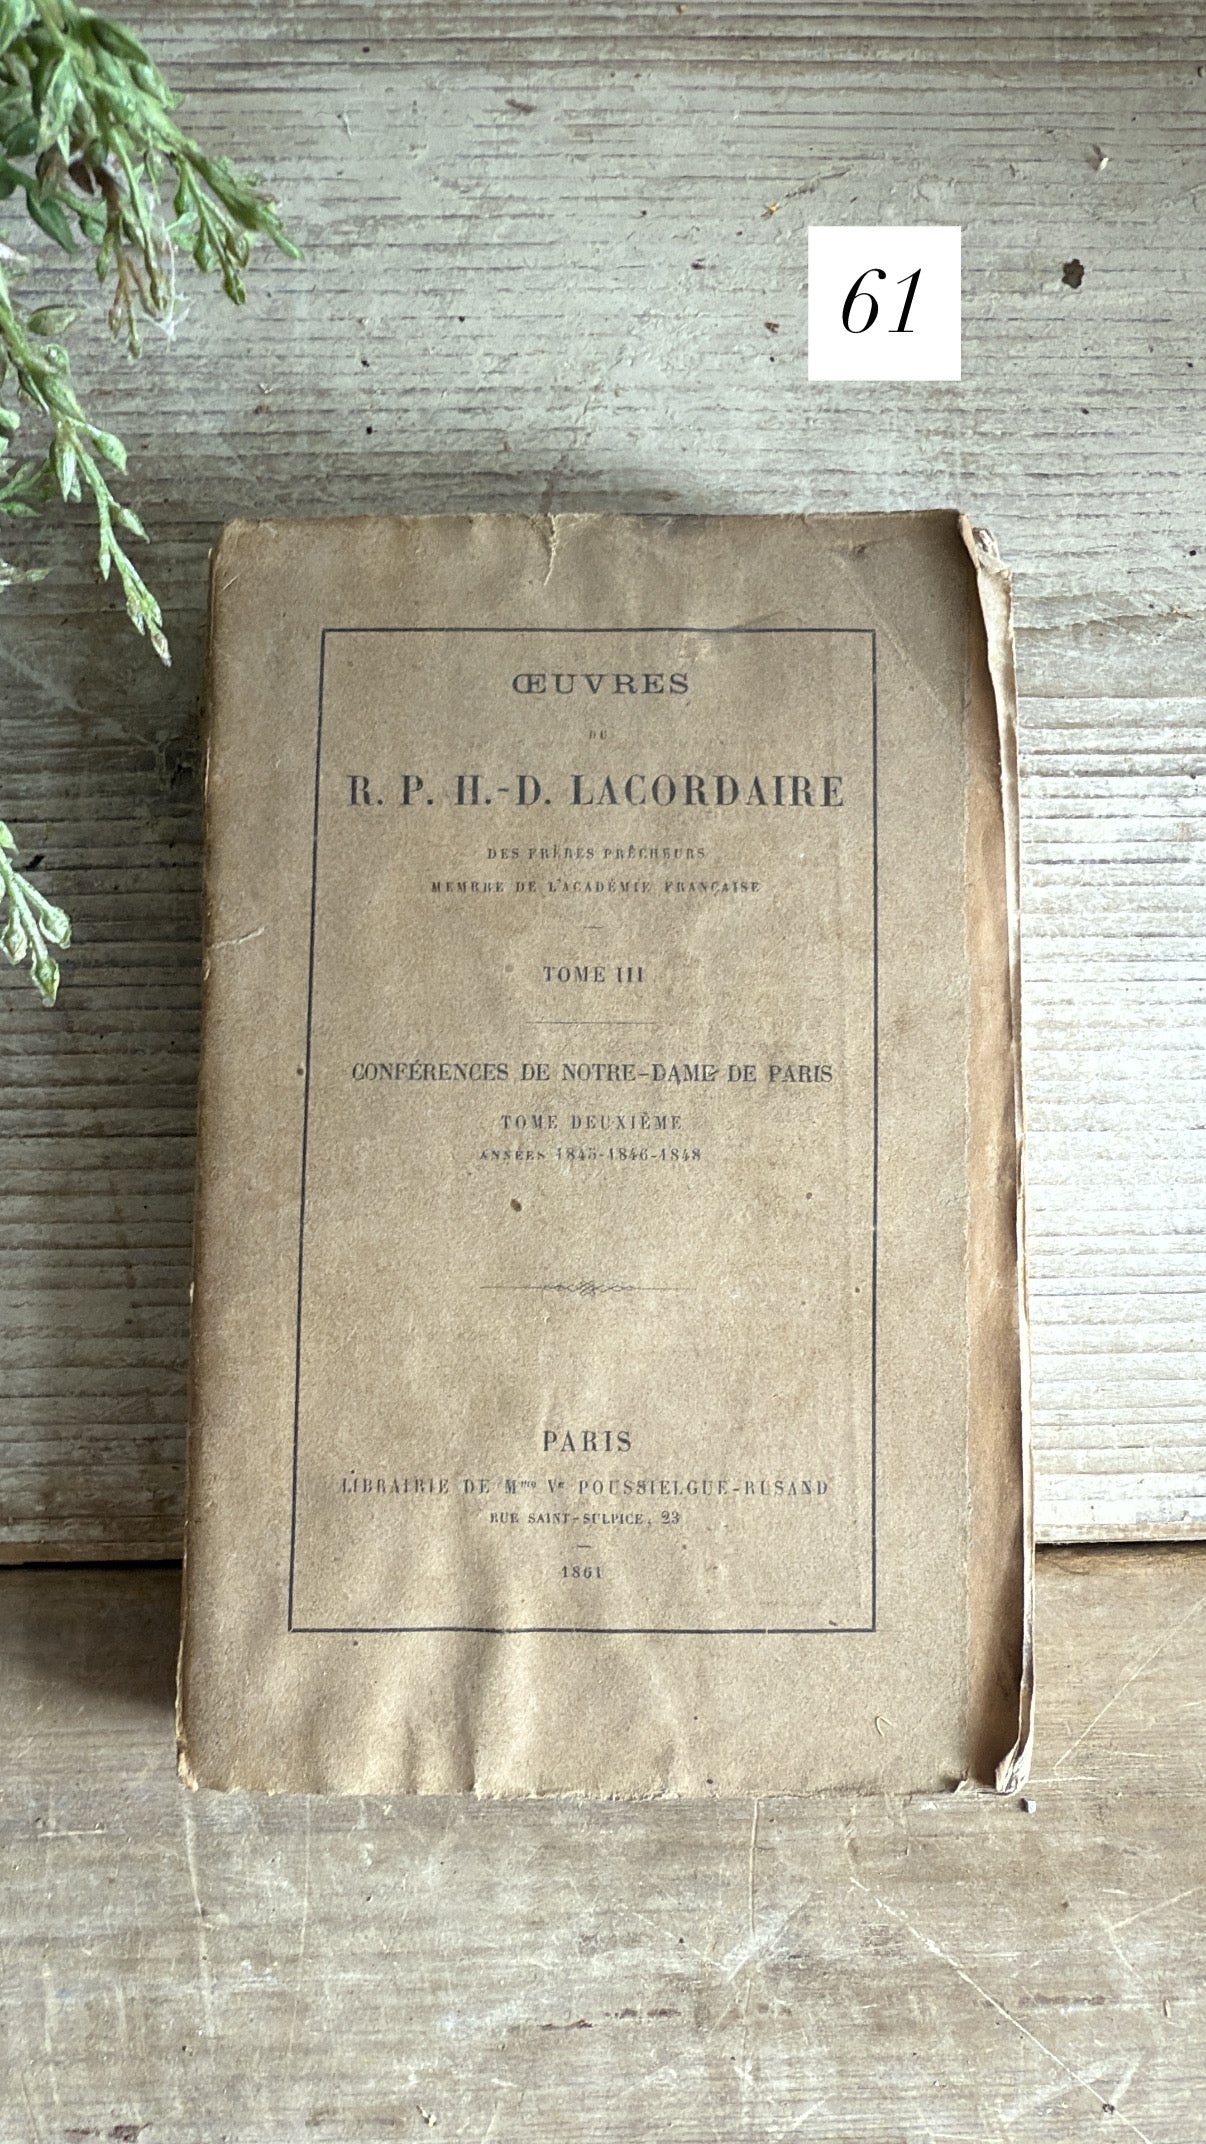 61
ŒUVRES
DU
R. P. H.-D. LACORDAIRE
DES FRÈRES PRÊCHEURS
MEMBRE DE L'ACADÉMIE FRANÇAISE
TOME III
CONFÉRENCES DE NOTRE-DAME DE PARIS
TOME DEUXIÈME
ANNÉES 1845-1846-1848
PARIS
LIBRAIRIE DE Mme Ve POUSSIELGUE-RUSAND
RUE SAINT-SULPICE, 23
1861